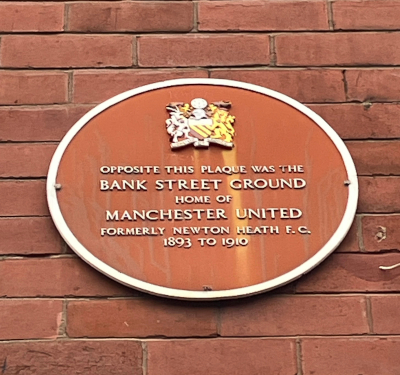 OPPOSITE THIS PLAQUE WAS THE
BANK STREET GROUND
HOME OF
MANCHESTER UNITED
FORMERLY NEWTON HEATH F.C.
1893 TO 1910